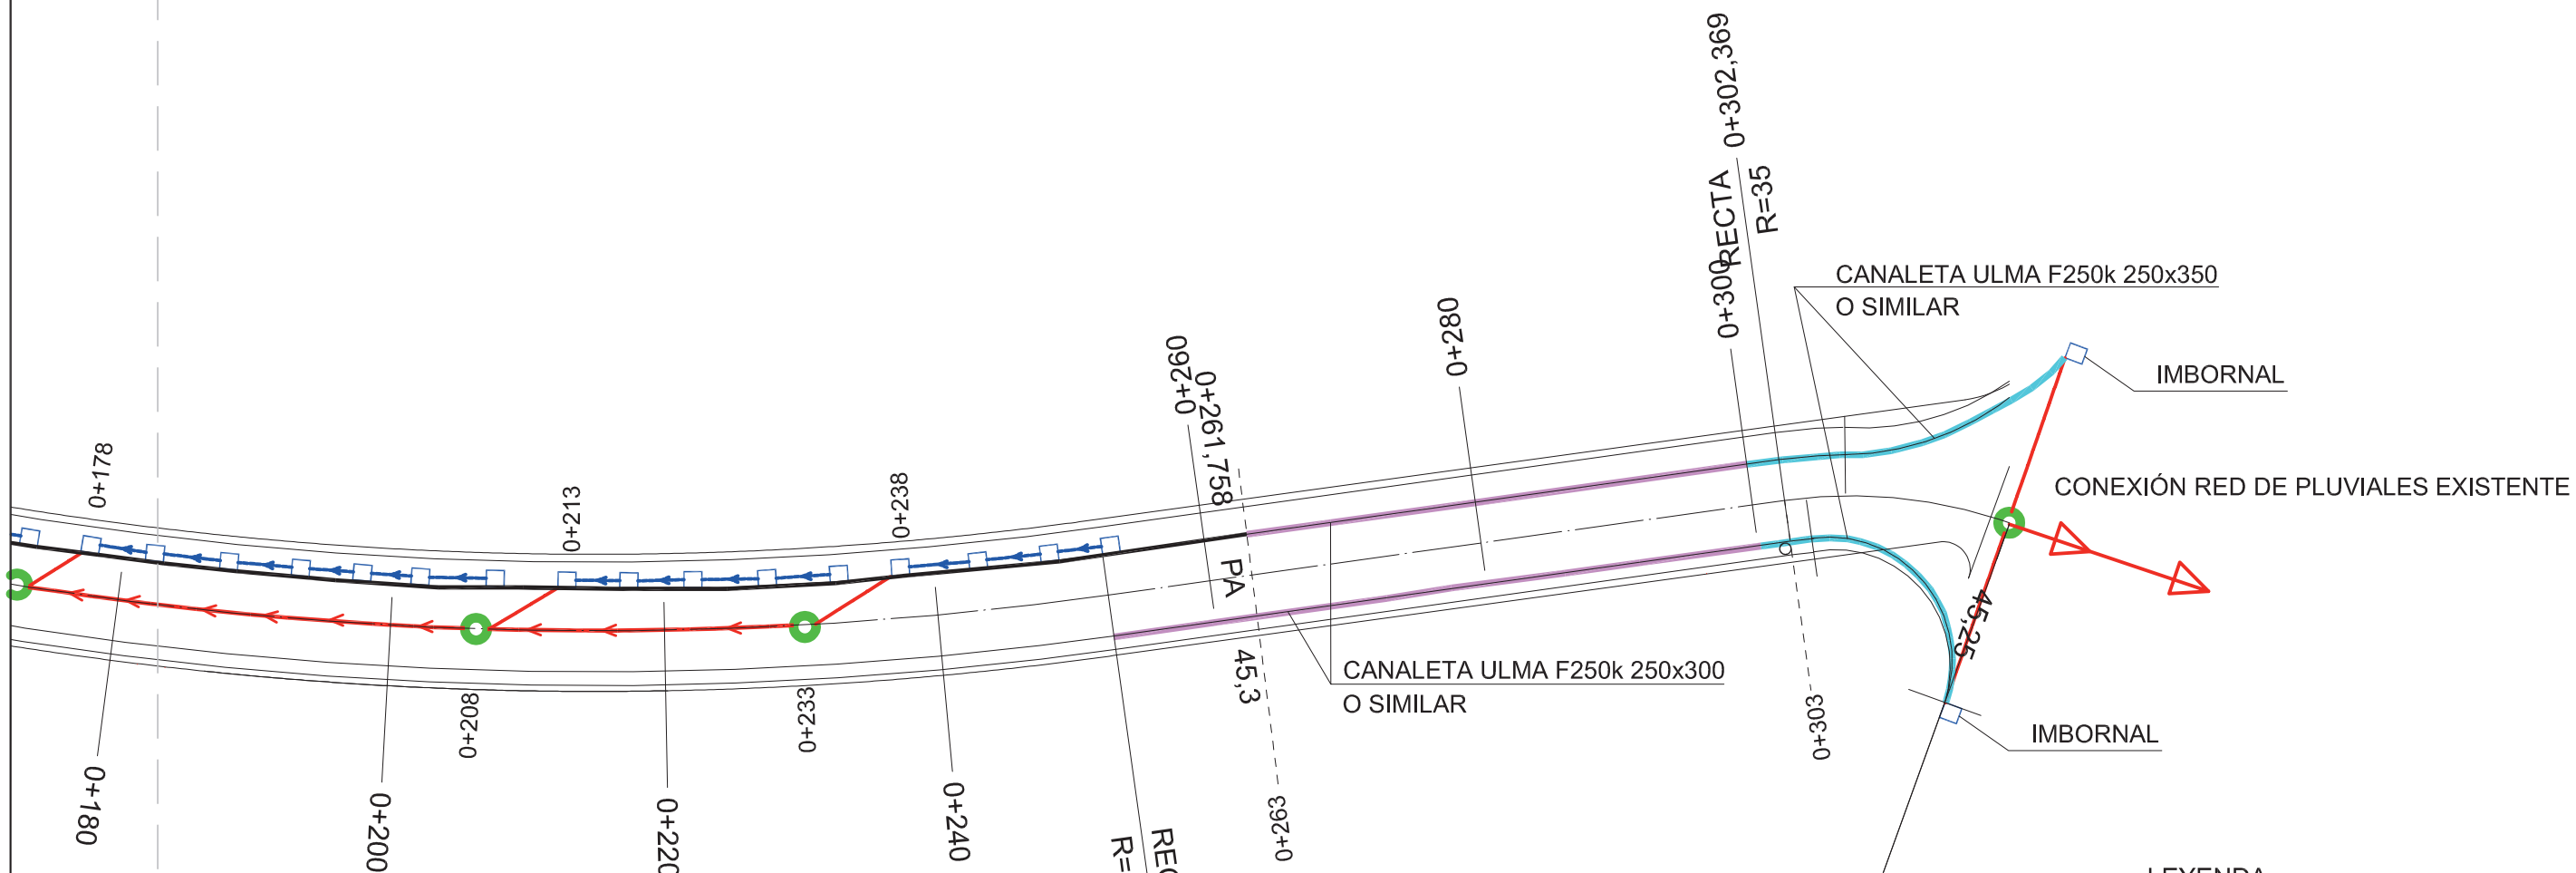 0+302,369
RECTA
R=35
0+300
CANALETA ULMA F250k 250x350
O SIMILAR
0+280
0+260
0+261,758
IMBORNAL
0+178
0+213
0+238
CONEXIÓN RED DE PLUVIALES EXISTENTE
PA
45,25
45,3
CANALETA ULMA F250k 250x300
O SIMILAR
0+208
0+233
0+303
IMBORNAL
0+180
0+200
0+220
0+240
0+263
R=
LEYENDA